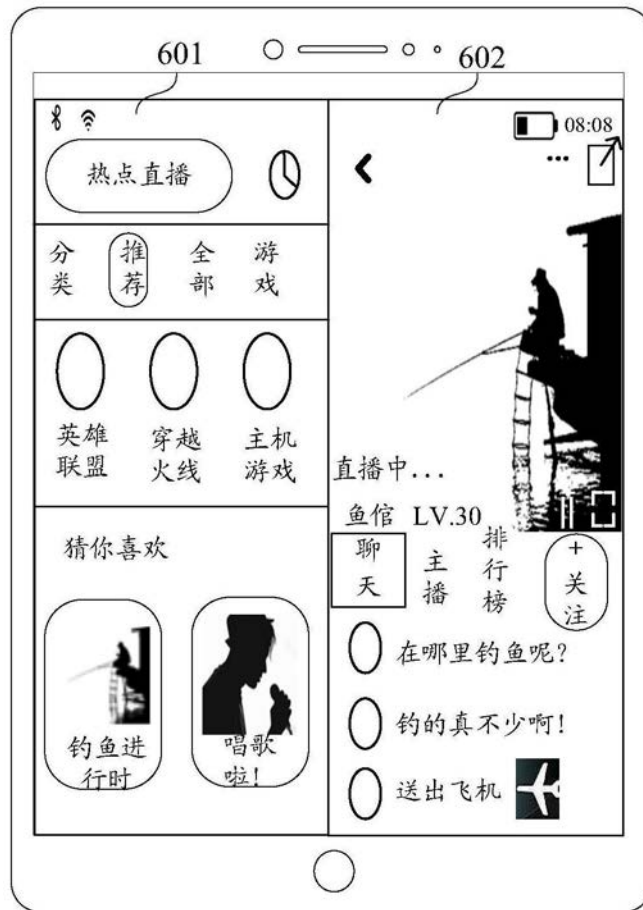 601
602
08:08
热点直播
分类
推荐
全部
游戏
英雄联盟
穿越火线
主机游戏
猜你喜欢
钓鱼进行时
唱歌啦!
直播中...
鱼倌 LV.30
聊天
主播
排行榜
+关注
在哪里钓鱼呢?
钓的真不少啊!
送出飞机